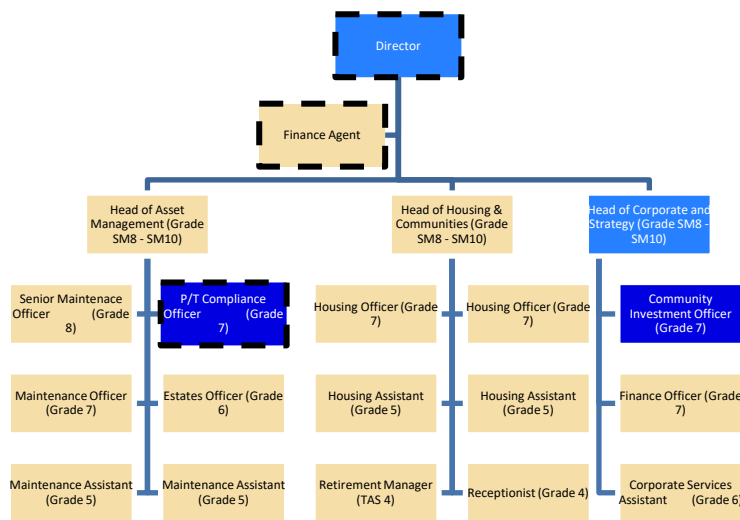 Director
Finance Agent
Head of Asset
Management (Grade
SM8 - SM10)
Head of Housing &
Communities (Grade
SM8 - SM10)
Head of Corporate and
Strategy (Grade SM8 -
SM10)
Senior Maintenace
Officer (Grade
8)
P/T Compliance
Officer (Grade
7)
Housing Officer (Grade
7)
Housing Officer (Grade
7)
Community
Investment Officer
(Grade 7)
Maintenance Officer
(Grade 7)
Estates Officer (Grade
6)
Housing Assistant
(Grade 5)
Housing Assistant
(Grade 5)
Finance Officer (Grade
7)
Maintenance Assistant
(Grade 5)
Maintenance Assistant
(Grade 5)
Retirement Manager
(TAS 4)
Receptionist (Grade 4)
Corporate Services
Assistant (Grade 6)